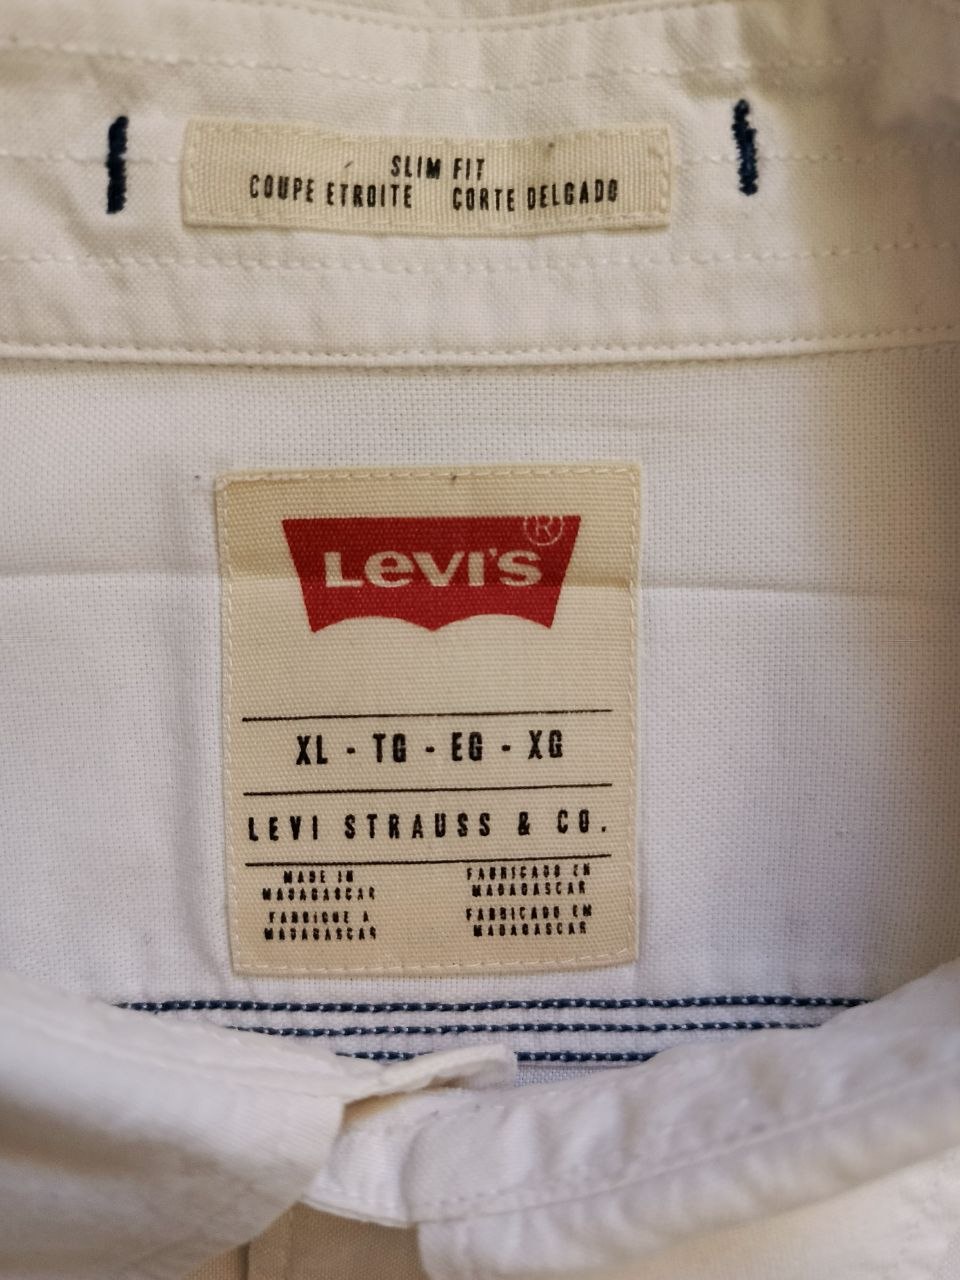 SLIM FIT
COUPE ETROITE CORTE DELGADO
LEVI'S®
XL - TG - EG - XG
LEVI STRAUSS & CO.
MADE IN
MADAGASCAR
FABRIQUE A
MADAGASCAR
FABRICADO EN
MADAGASCAR
FABRICADO EM
MADAGASCAR